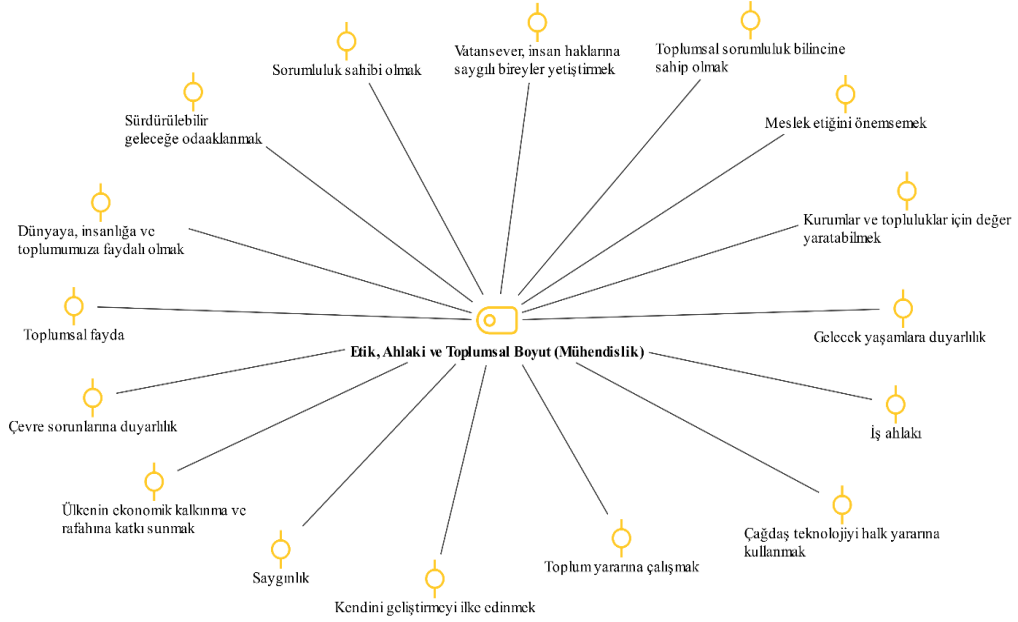 Vatansever, insan haklarına
saygılı bireyler yetiştirmek
Toplumsal sorumluluk bilincine
sahip olmak
Sorumluluk sahibi olmak
Sürdürülebilir
geleceğe odaaklanmak
Meslek etiğini önemsemek
Dünyaya, insanlığa ve
toplumumuza faydalı olmak
Kurumlar ve topluluklar için değer
yaratabilmek
Toplumsal fayda
Gelecek yaşamlara duyarlılık
Etik, Ahlaki ve Toplumsal Boyut (Mühendislik)
Çevre sorunlarına duyarlılık
İş ahlakı
Ülkenin ekonomik kalkınma ve
rafahına katkı sunmak
Çağdaş teknolojiyi halk yararına
kullanmak
Saygınlık
Toplum yararına çalışmak
Kendini geliştirmeyi ilke edinmek